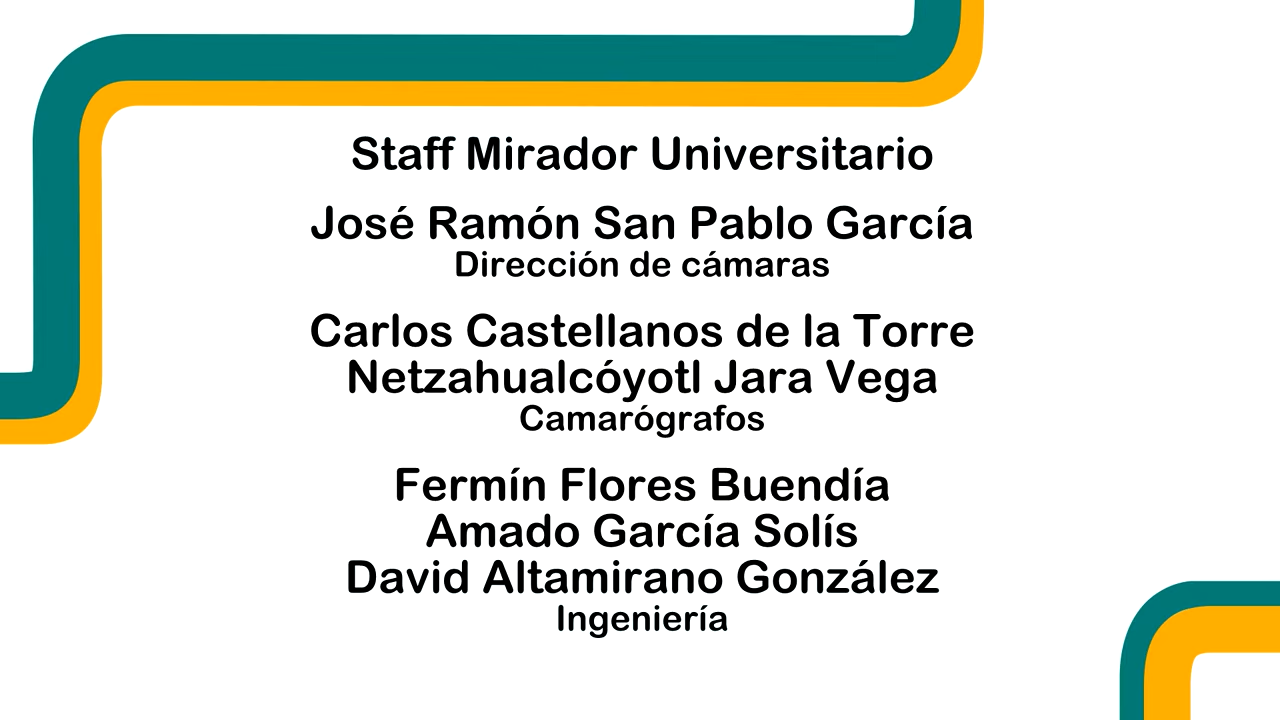 Staff Mirador Universitario
José Ramón San Pablo García
Dirección de cámaras
Carlos Castellanos de la Torre
Netzahualcóyotl Jara Vega
Camarógrafos
Fermín Flores Buendía
Amado García Solís
David Altamirano González
Ingeniería